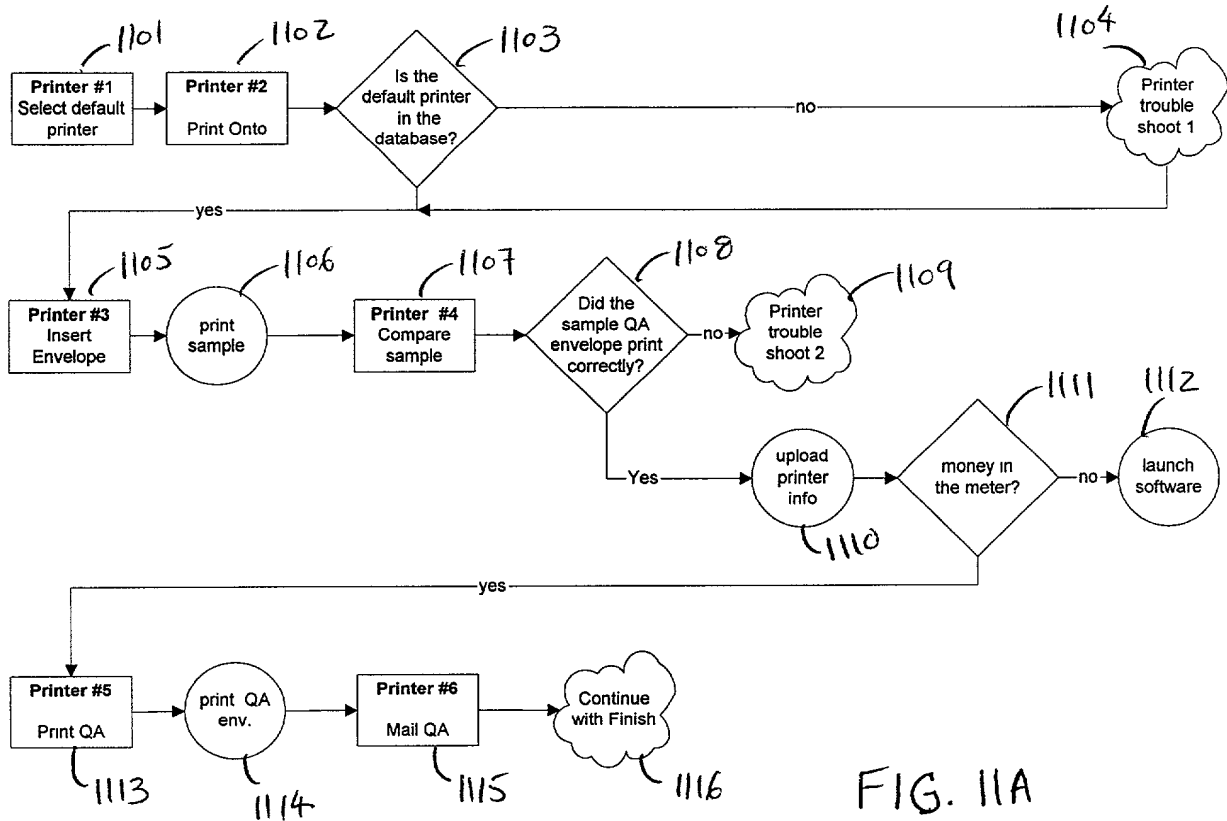 1101
1102
1103
1104
Printer #1
Select default
printer
Printer #2
Print Onto
Is the
default printer
in the
database?
no
Printer
trouble
shoot 1
yes
1105
1106
1107
1108
1109
Printer #3
Insert
Envelope
print
sample
Printer #4
Compare
sample
Did the
sample QA
envelope print
correctly?
no
Printer
trouble
shoot 2
1111
1112
Yes
upload
printer
info
money in
the meter?
no
launch
software
1110
yes
Printer #5
Print QA
print QA
env.
Printer #6
Mail QA
Continue
with Finish
1113
1114
1115
1116
FIG. 11A